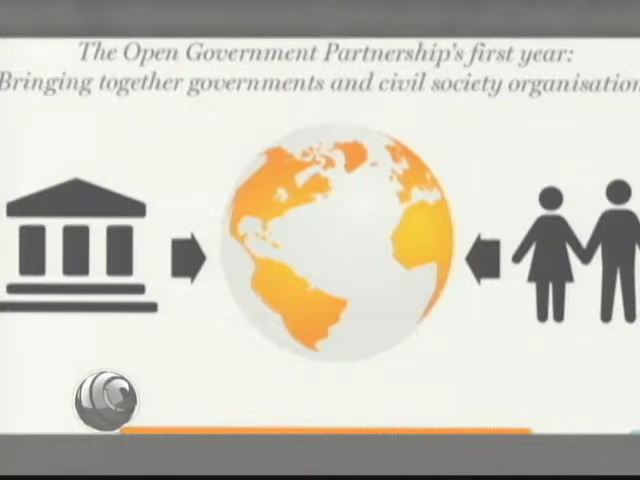 The Open Government Partnership's first year:
Bringing together governments and civil society organisation